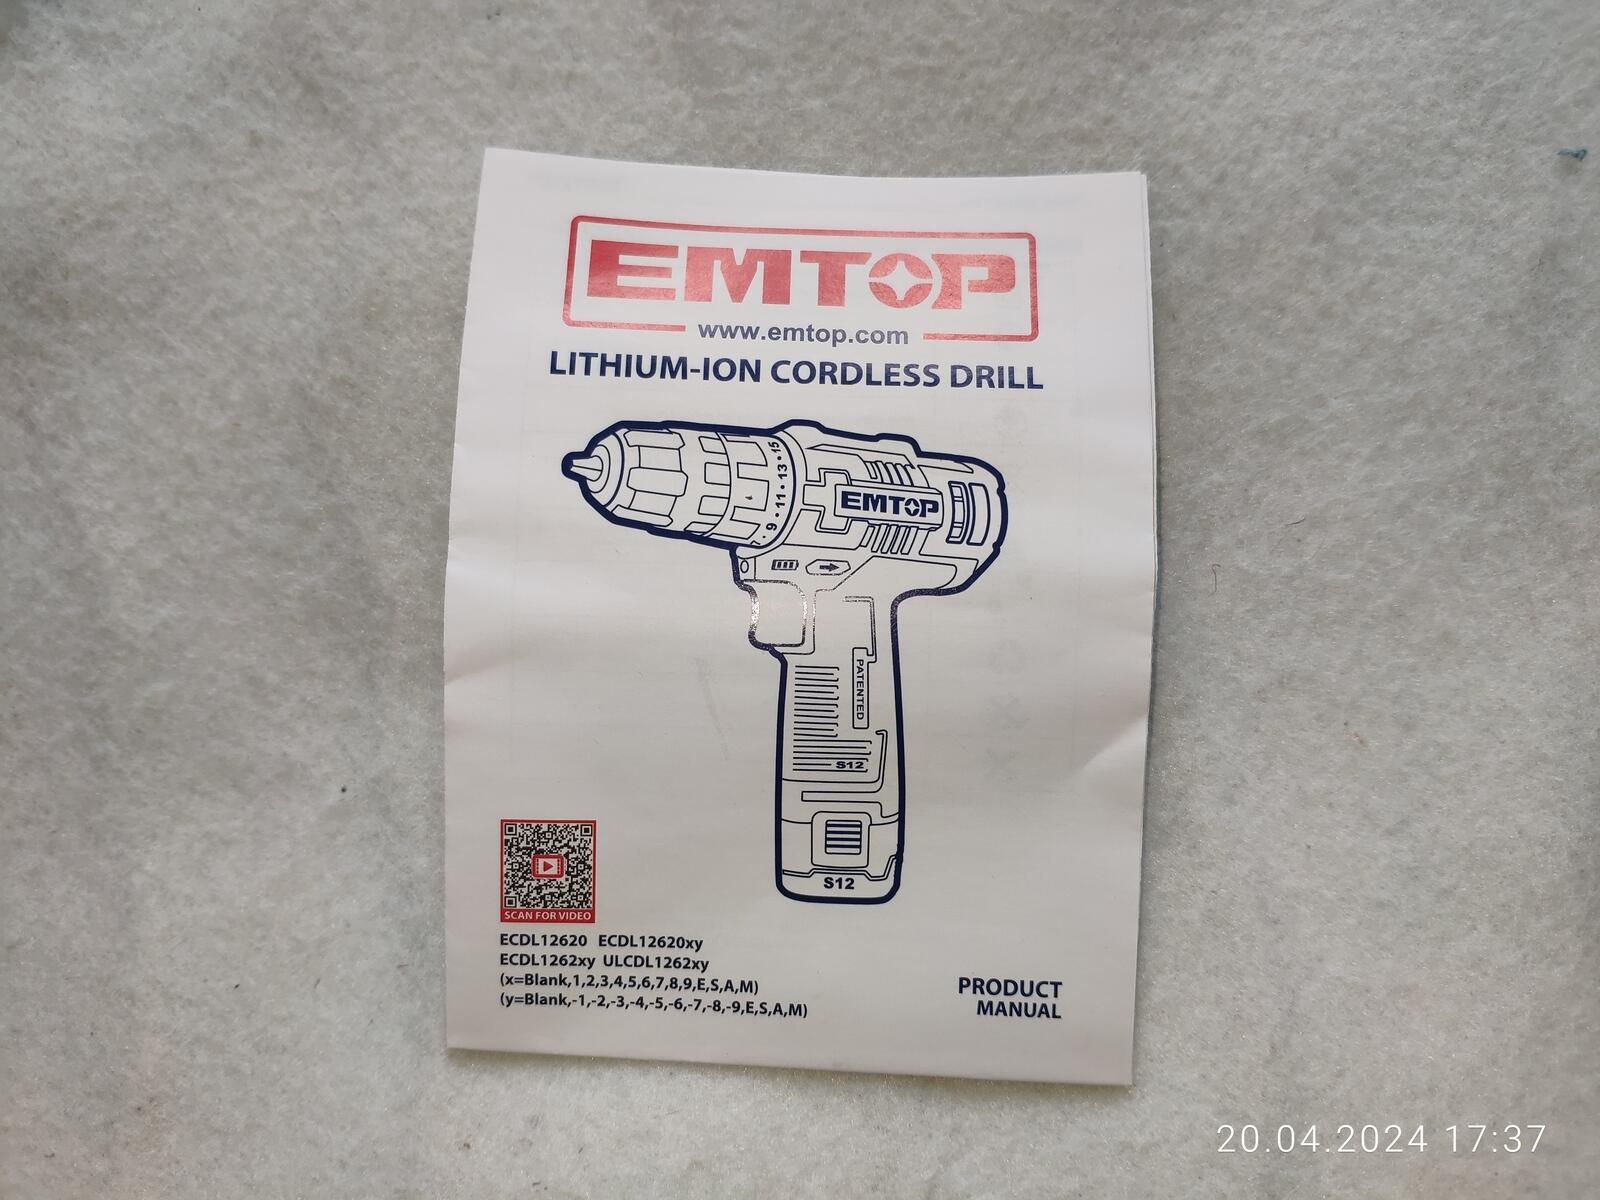 EMTOP
www.emtop.com
LITHIUM-ION CORDLESS DRILL
9 • 11 • 13 • 15
EMTOP
PATENTED
S12
S12
SCAN FOR VIDEO
ECDL12620 ECDL12620xy
ECDL1262xy ULCDL1262xy
(x=Blank,1,2,3,4,5,6,7,8,9,E,S,A,M)
(y=Blank,-1,-2,-3,-4,-5,-6,-7,-8,-9,E,S,A,M)
PRODUCT
MANUAL
20.04.2024 17:37